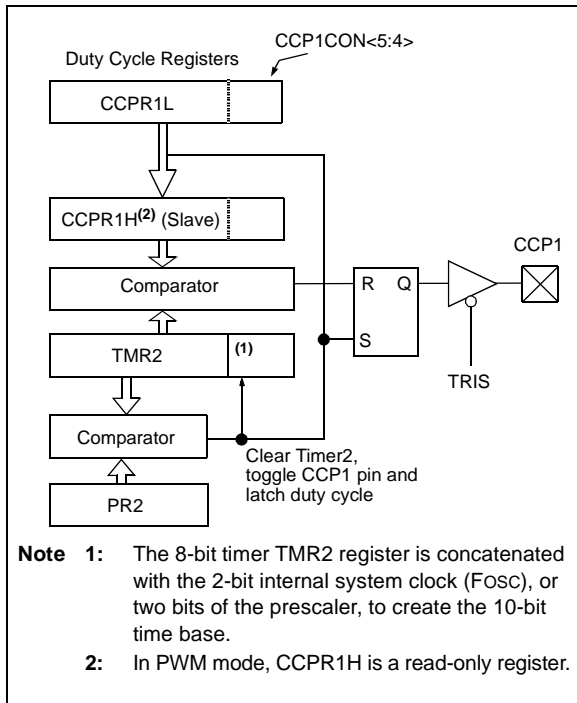 CCP1CON<5:4>
Duty Cycle Registers
CCPR1L
CCPR1H(2) (Slave)
CCP1
Comparator
R Q
TMR2
(1)
S
TRIS
Comparator
Clear Timer2,
toggle CCP1 pin and
latch duty cycle
PR2
Note 1: The 8-bit timer TMR2 register is concatenated
with the 2-bit internal system clock (FOSC), or
two bits of the prescaler, to create the 10-bit
time base.
2: In PWM mode, CCPR1H is a read-only register.